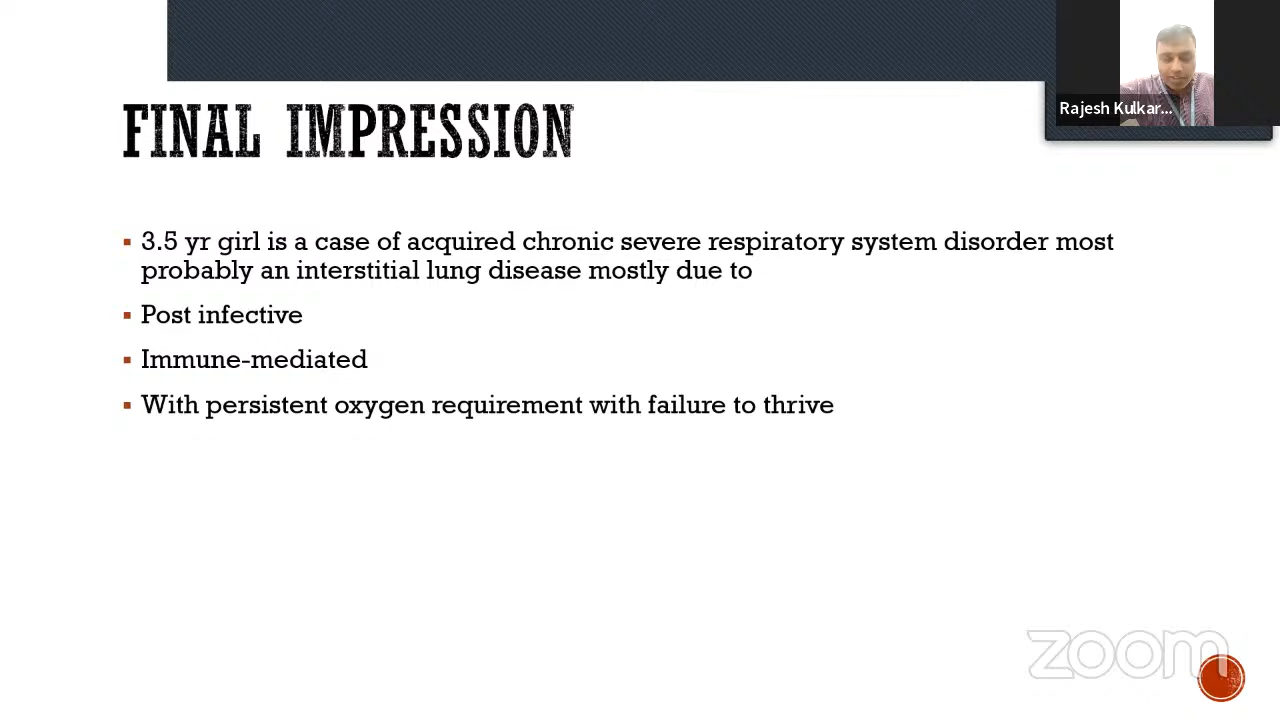 Rajesh Kulkar...
FINAL IMPRESSION
▪ 3.5 yr girl is a case of acquired chronic severe respiratory system disorder most
probably an interstitial lung disease mostly due to
▪ Post infective
▪ Immune-mediated
▪ With persistent oxygen requirement with failure to thrive
zoom